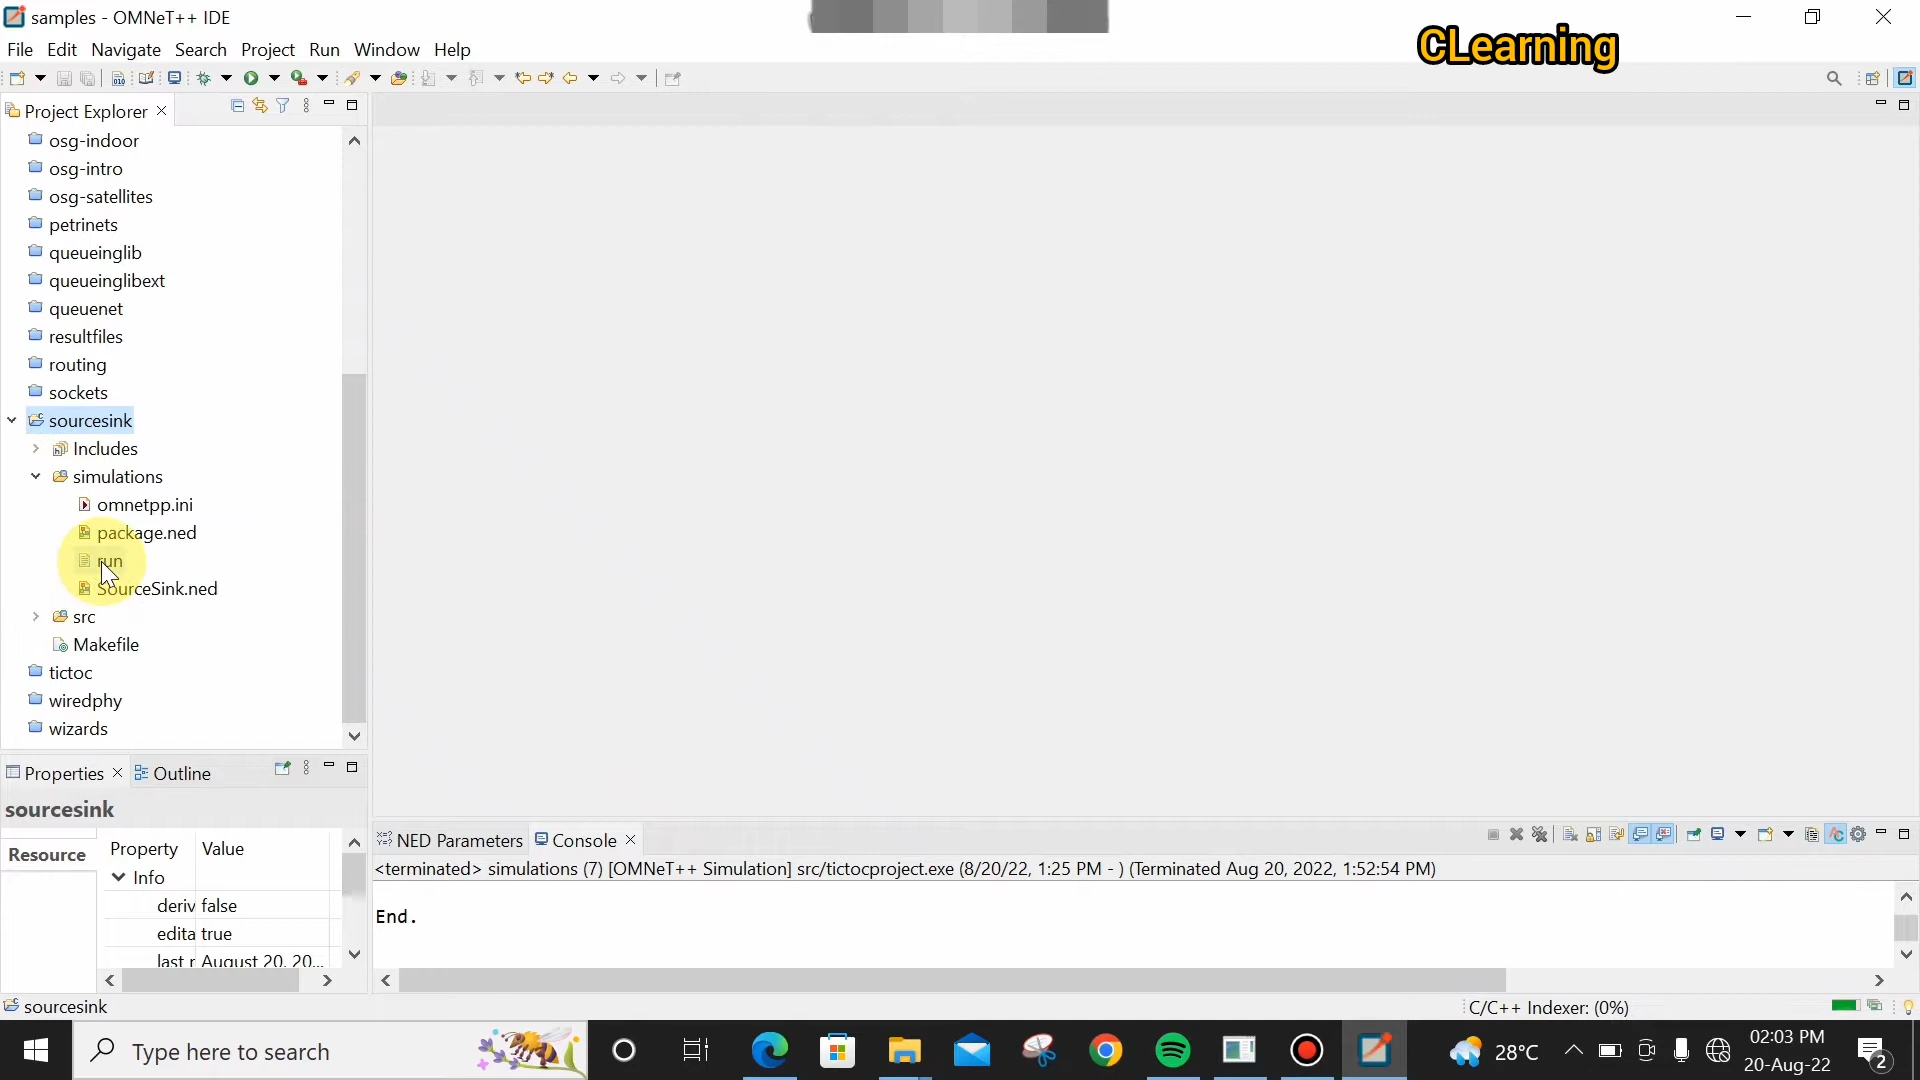 samples - OMNeT++ IDE
CLearning
File Edit Navigate Search Project Run Window Help
Project Explorer
osg-indoor
osg-intro
osg-satellites
petrinets
queueinglib
queueinglibext
queuenet
resultfiles
routing
sockets
sourcesink
Includes
simulations
omnetpp.ini
package.ned
run
SourceSink.ned
src
Makefile
tictoc
wiredphy
wizards
Properties Outline
sourcesink
Resource
Property Value
Info
deriv false
edita true
last r August 20, 20...
NED Parameters Console
<terminated> simulations (7) [OMNeT++ Simulation] src/tictocproject.exe (8/20/22, 1:25 PM - ) (Terminated Aug 20, 2022, 1:52:54 PM)
End.
sourcesink
C/C++ Indexer: (0%)
Type here to search
28°C
02:03 PM
20-Aug-22
2